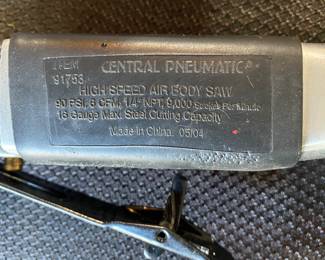 ITEM
91753
CENTRAL PNEUMATIC®
HIGH SPEED AIR BODY SAW
90 PSI, 6 CFM, 1/4" NPT, 9,000 Strokes Per Minute
16 Gauge Max. Steel Cutting Capacity
Made in China. 05/04